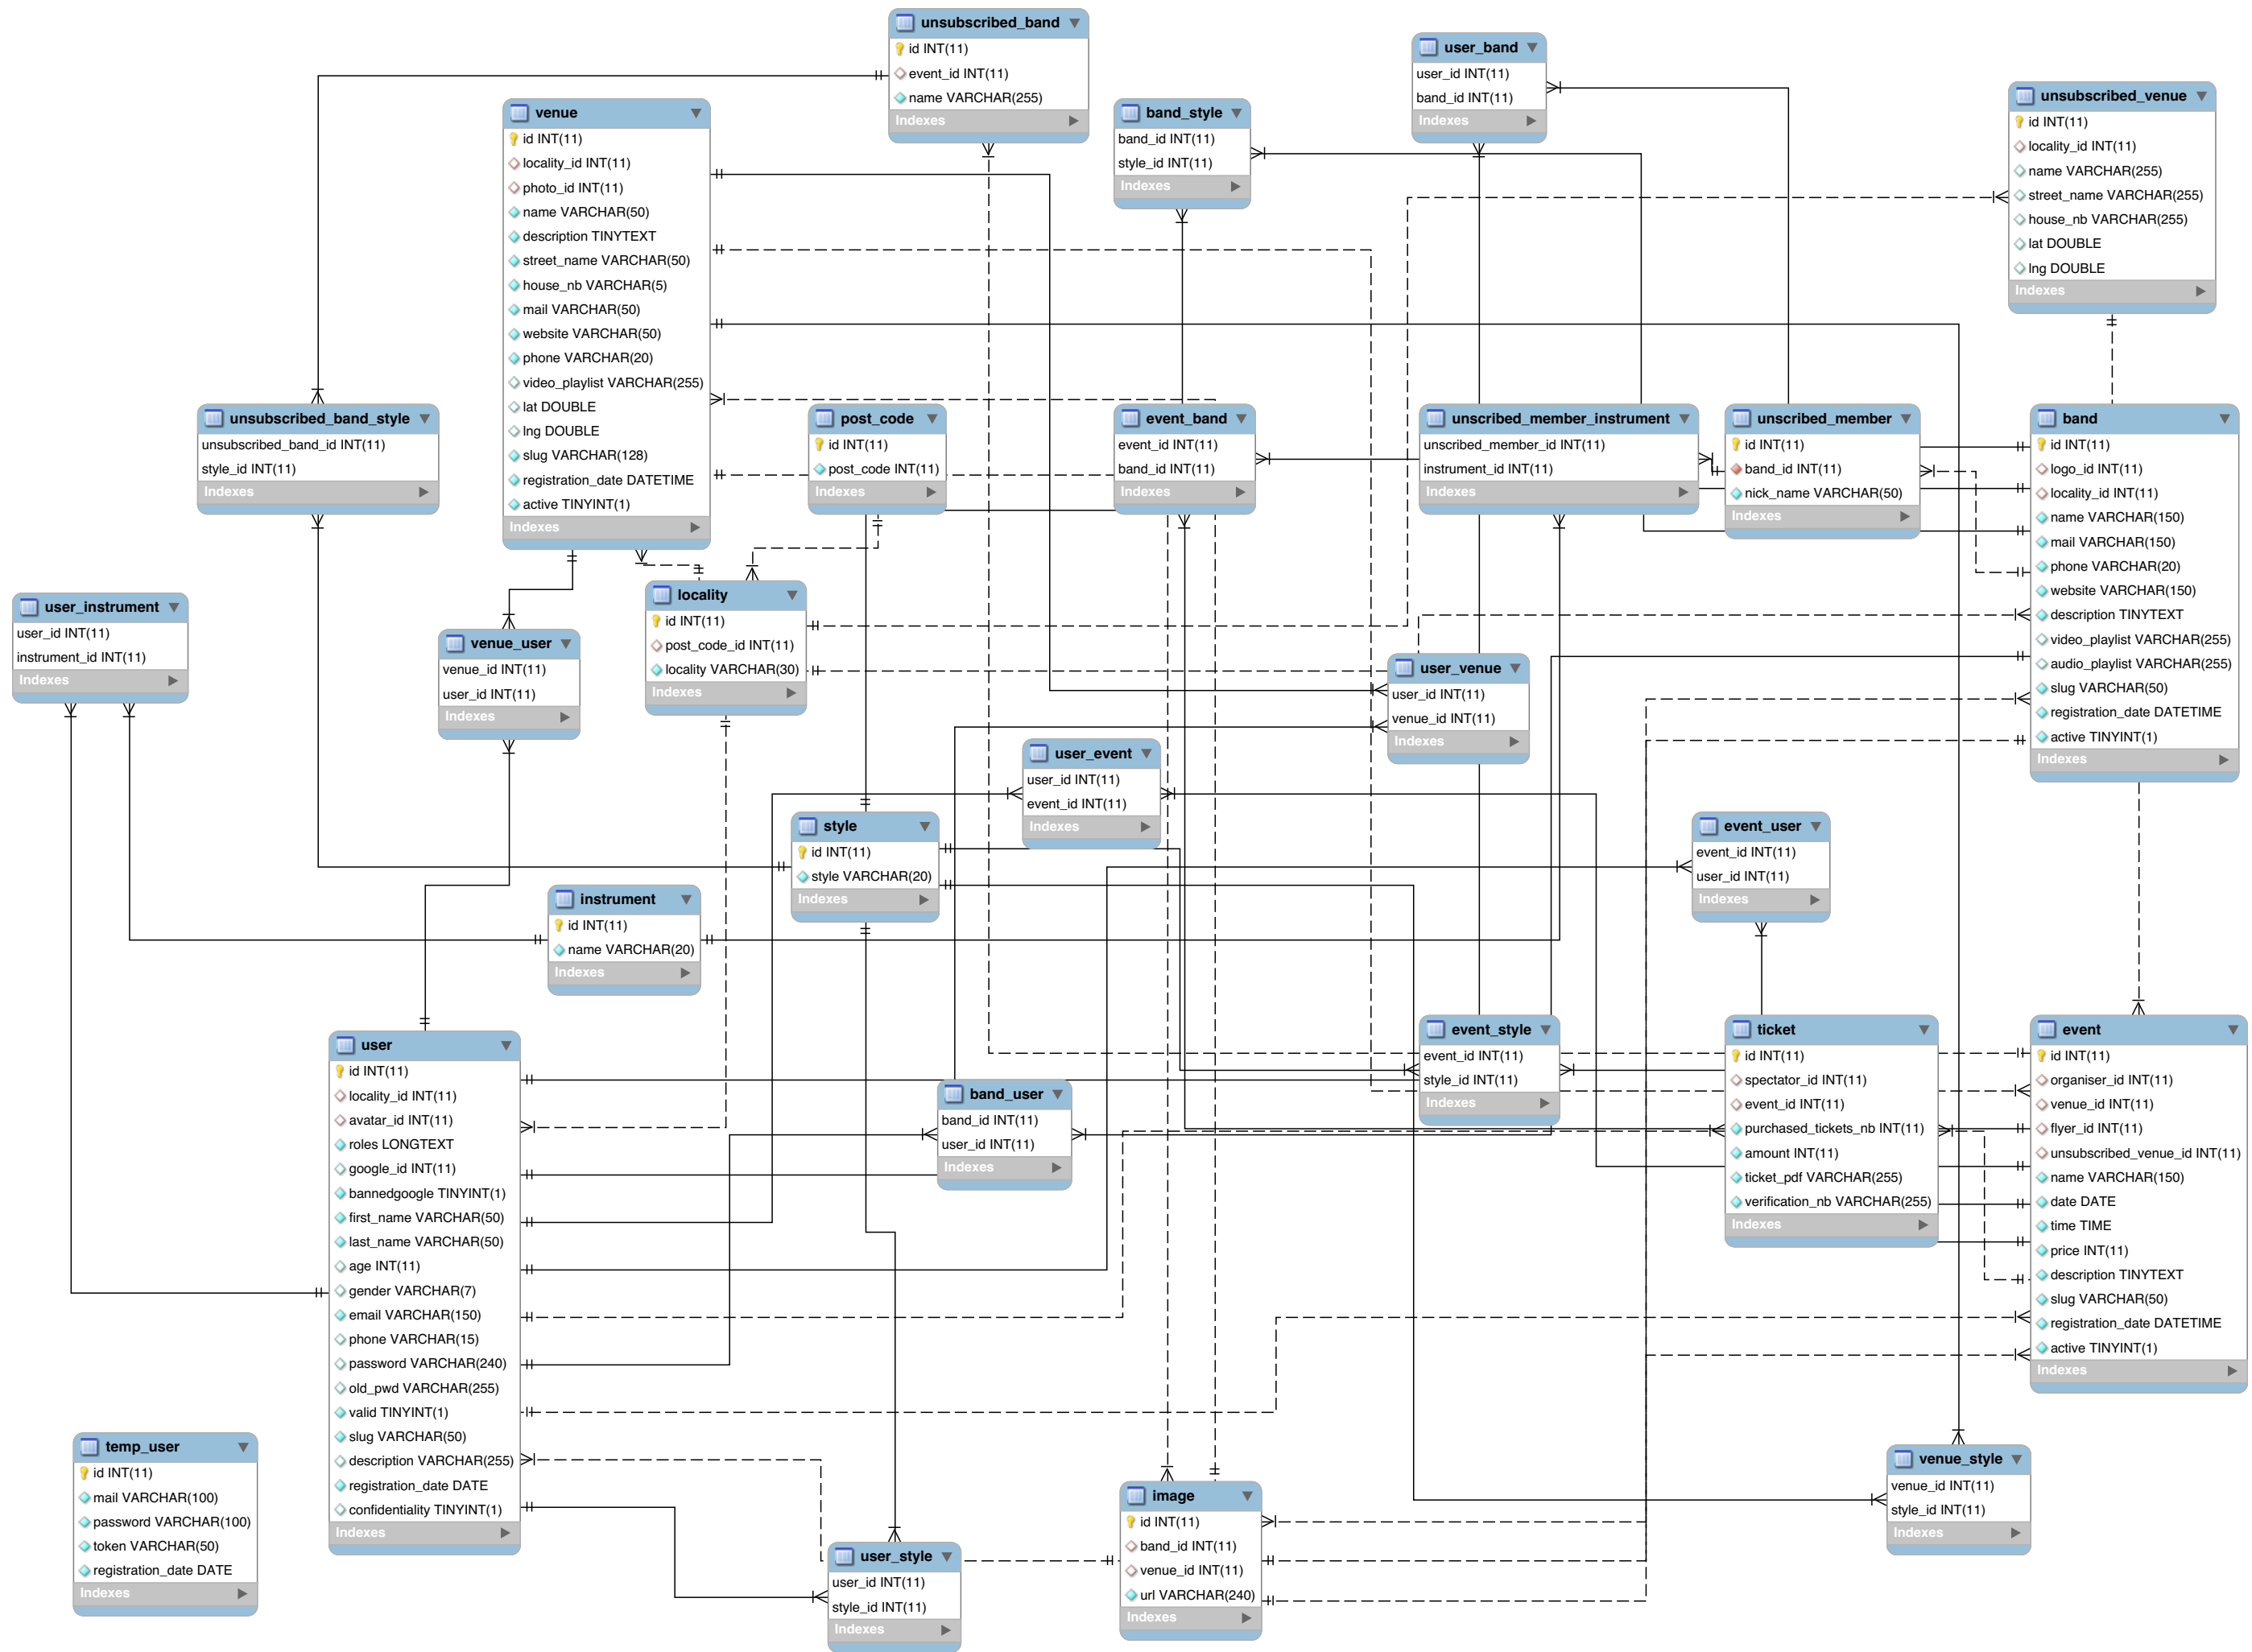 unsubscribed_band
id INT(11)
event_id INT(11)
name VARCHAR(255)
Indexes
user_band
user_id INT(11)
band_id INT(11)
Indexes
unsubscribed_venue
id INT(11)
locality_id INT(11)
name VARCHAR(255)
street_name VARCHAR(255)
house_nb VARCHAR(255)
lat DOUBLE
lng DOUBLE
Indexes
venue
id INT(11)
locality_id INT(11)
photo_id INT(11)
name VARCHAR(50)
description TINYTEXT
street_name VARCHAR(50)
house_nb VARCHAR(5)
mail VARCHAR(50)
website VARCHAR(50)
phone VARCHAR(20)
video_playlist VARCHAR(255)
lat DOUBLE
lng DOUBLE
slug VARCHAR(128)
registration_date DATETIME
active TINYINT(1)
Indexes
band_style
band_id INT(11)
style_id INT(11)
Indexes
unsubscribed_band_style
unsubscribed_band_id INT(11)
style_id INT(11)
Indexes
post_code
id INT(11)
post_code INT(11)
Indexes
event_band
event_id INT(11)
band_id INT(11)
Indexes
unscribed_member_instrument
unscribed_member_id INT(11)
instrument_id INT(11)
Indexes
unscribed_member
id INT(11)
band_id INT(11)
nick_name VARCHAR(50)
Indexes
band
id INT(11)
logo_id INT(11)
locality_id INT(11)
name VARCHAR(150)
mail VARCHAR(150)
phone VARCHAR(20)
website VARCHAR(150)
description TINYTEXT
video_playlist VARCHAR(255)
audio_playlist VARCHAR(255)
slug VARCHAR(50)
registration_date DATETIME
active TINYINT(1)
Indexes
user_instrument
user_id INT(11)
instrument_id INT(11)
Indexes
venue_user
venue_id INT(11)
user_id INT(11)
Indexes
locality
id INT(11)
post_code_id INT(11)
locality VARCHAR(30)
Indexes
user_venue
user_id INT(11)
venue_id INT(11)
Indexes
user_event
user_id INT(11)
event_id INT(11)
Indexes
style
id INT(11)
style VARCHAR(20)
Indexes
event_user
event_id INT(11)
user_id INT(11)
Indexes
instrument
id INT(11)
name VARCHAR(20)
Indexes
user
id INT(11)
locality_id INT(11)
avatar_id INT(11)
roles LONGTEXT
google_id INT(11)
bannedgoogle TINYINT(1)
first_name VARCHAR(50)
last_name VARCHAR(50)
age INT(11)
gender VARCHAR(7)
email VARCHAR(150)
phone VARCHAR(15)
password VARCHAR(240)
old_pwd VARCHAR(255)
valid TINYINT(1)
slug VARCHAR(50)
description VARCHAR(255)
registration_date DATE
confidentiality TINYINT(1)
Indexes
band_user
band_id INT(11)
user_id INT(11)
Indexes
event_style
event_id INT(11)
style_id INT(11)
Indexes
ticket
id INT(11)
spectator_id INT(11)
event_id INT(11)
purchased_tickets_nb INT(11)
amount INT(11)
ticket_pdf VARCHAR(255)
verification_nb VARCHAR(255)
Indexes
event
id INT(11)
organiser_id INT(11)
venue_id INT(11)
flyer_id INT(11)
unsubscribed_venue_id INT(11)
name VARCHAR(150)
date DATE
time TIME
price INT(11)
description TINYTEXT
slug VARCHAR(50)
registration_date DATETIME
active TINYINT(1)
Indexes
temp_user
id INT(11)
mail VARCHAR(100)
password VARCHAR(100)
token VARCHAR(50)
registration_date DATE
Indexes
user_style
user_id INT(11)
style_id INT(11)
Indexes
image
id INT(11)
band_id INT(11)
venue_id INT(11)
url VARCHAR(240)
Indexes
venue_style
venue_id INT(11)
style_id INT(11)
Indexes